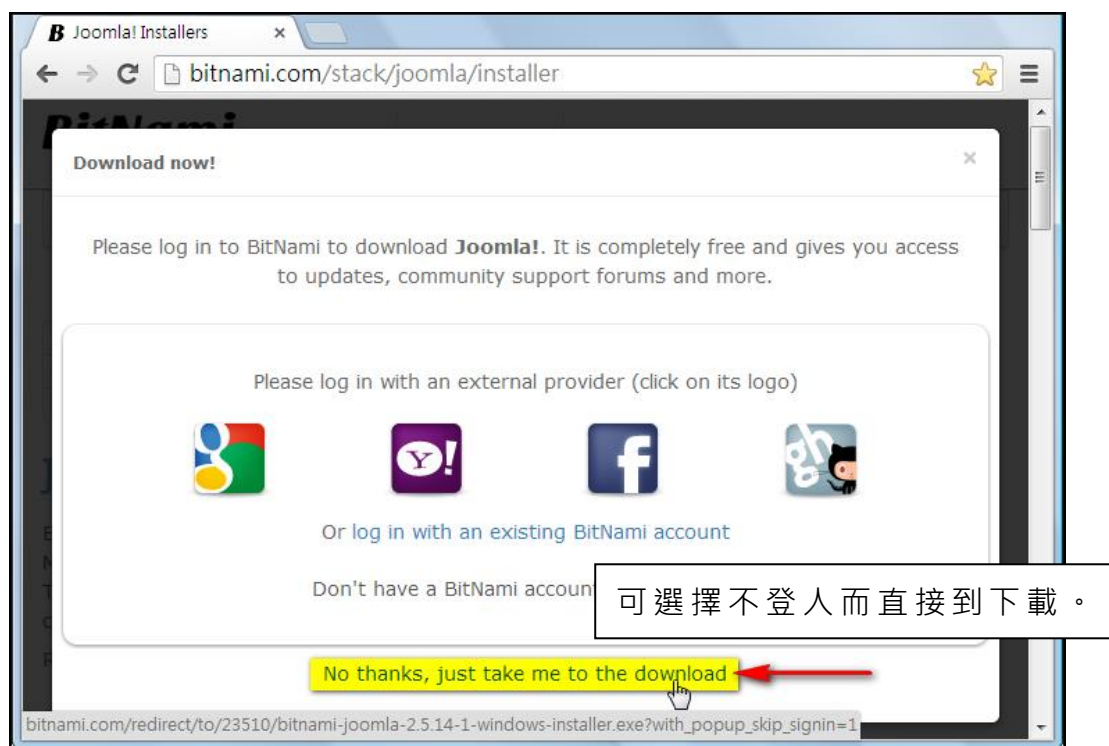 B Joomla! Installers ×
bitnami.com/stack/joomla/installer
BitNami
Download now! ×
Please log in to BitNami to download Joomla!. It is completely free and gives you access
to updates, community support forums and more.
Please log in with an external provider (click on its logo)
g Y! f gh
Or log in with an existing BitNami account
Don't have a BitNami accoun
可選擇不登人而直接到下載。
No thanks, just take me to the download
bitnami.com/redirect/to/23510/bitnami-joomla-2.5.14-1-windows-installer.exe?with_popup_skip_signin=1